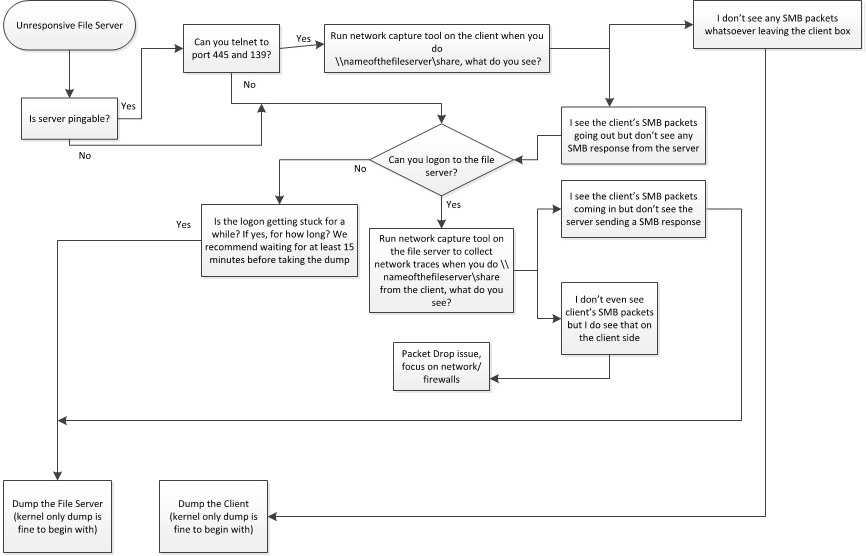 Unresponsive File Server
Can you telnet to
port 445 and 139?
Yes
Run network capture tool on the client when you
do
\\nameofthefileserver\share, what do you see?
I don't see any SMB packets
whatsoever leaving the client box
No
Is server pingable?
Yes
No
I see the client's SMB packets
going out but don't see any
SMB response from the server
Can you logon to the file
server?
No
Yes
I see the client's SMB packets
coming in but don't see the
server sending a SMB response
Yes
Is the logon getting stuck for a
while? If yes, for how long? We
recommend waiting for at least 15
minutes before taking the dump
Run network capture tool on
the file server to collect
network traces when you do \\
nameofthefileserver\share
from the client, what do you
see?
I don't even see
client's SMB packets
but I do see that on
the client side
Packet Drop issue,
focus on network/
firewalls
Dump the File Server
(kernel only dump is
fine to begin with)
Dump the Client
(kernel only dump is
fine to begin with)